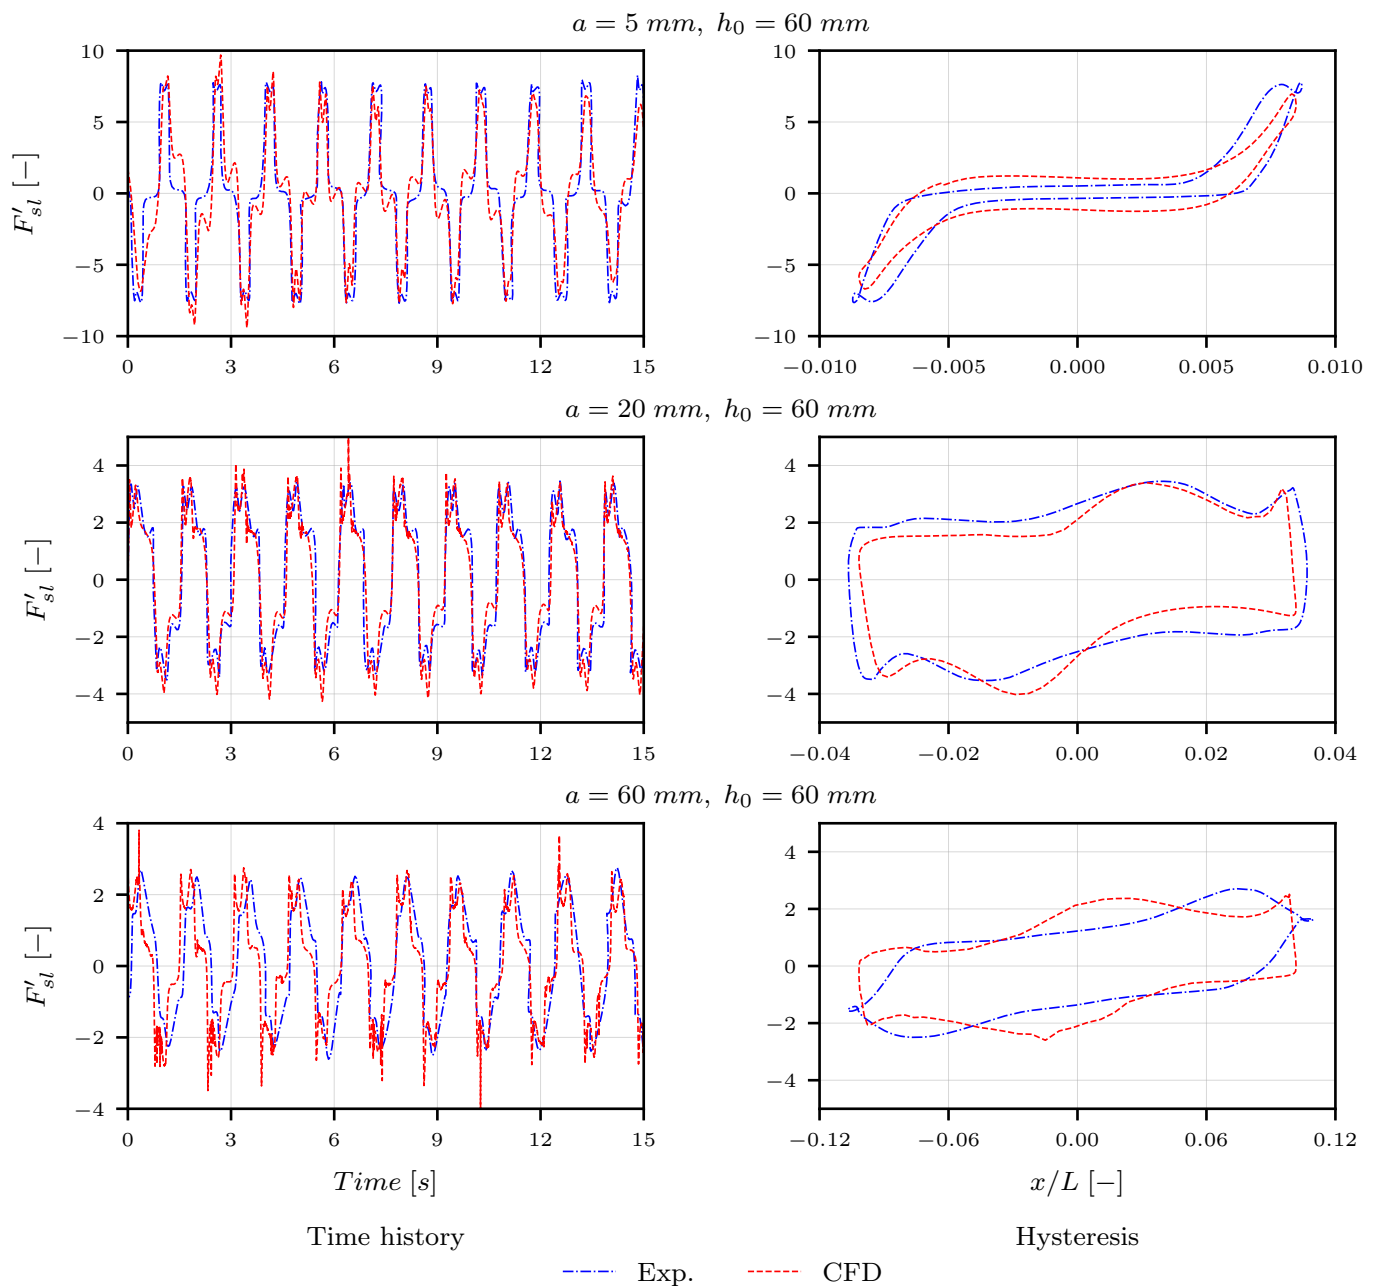 a = 5 mm, h₀ = 60 mm
10
5
0
−5
−10
F′sl [−]
0 3 6 9 12 15
10
5
0
−5
−10
−0.010 −0.005 0.000 0.005 0.010
a = 20 mm, h₀ = 60 mm
4
2
0
−2
−4
F′sl [−]
0 3 6 9 12 15
4
2
0
−2
−4
−0.04 −0.02 0.00 0.02 0.04
a = 60 mm, h₀ = 60 mm
4
2
0
−2
−4
F′sl [−]
0 3 6 9 12 15
4
2
0
−2
−4
−0.12 −0.06 0.00 0.06 0.12
Time [s]
x/L [−]
Time history
Hysteresis
Exp. CFD